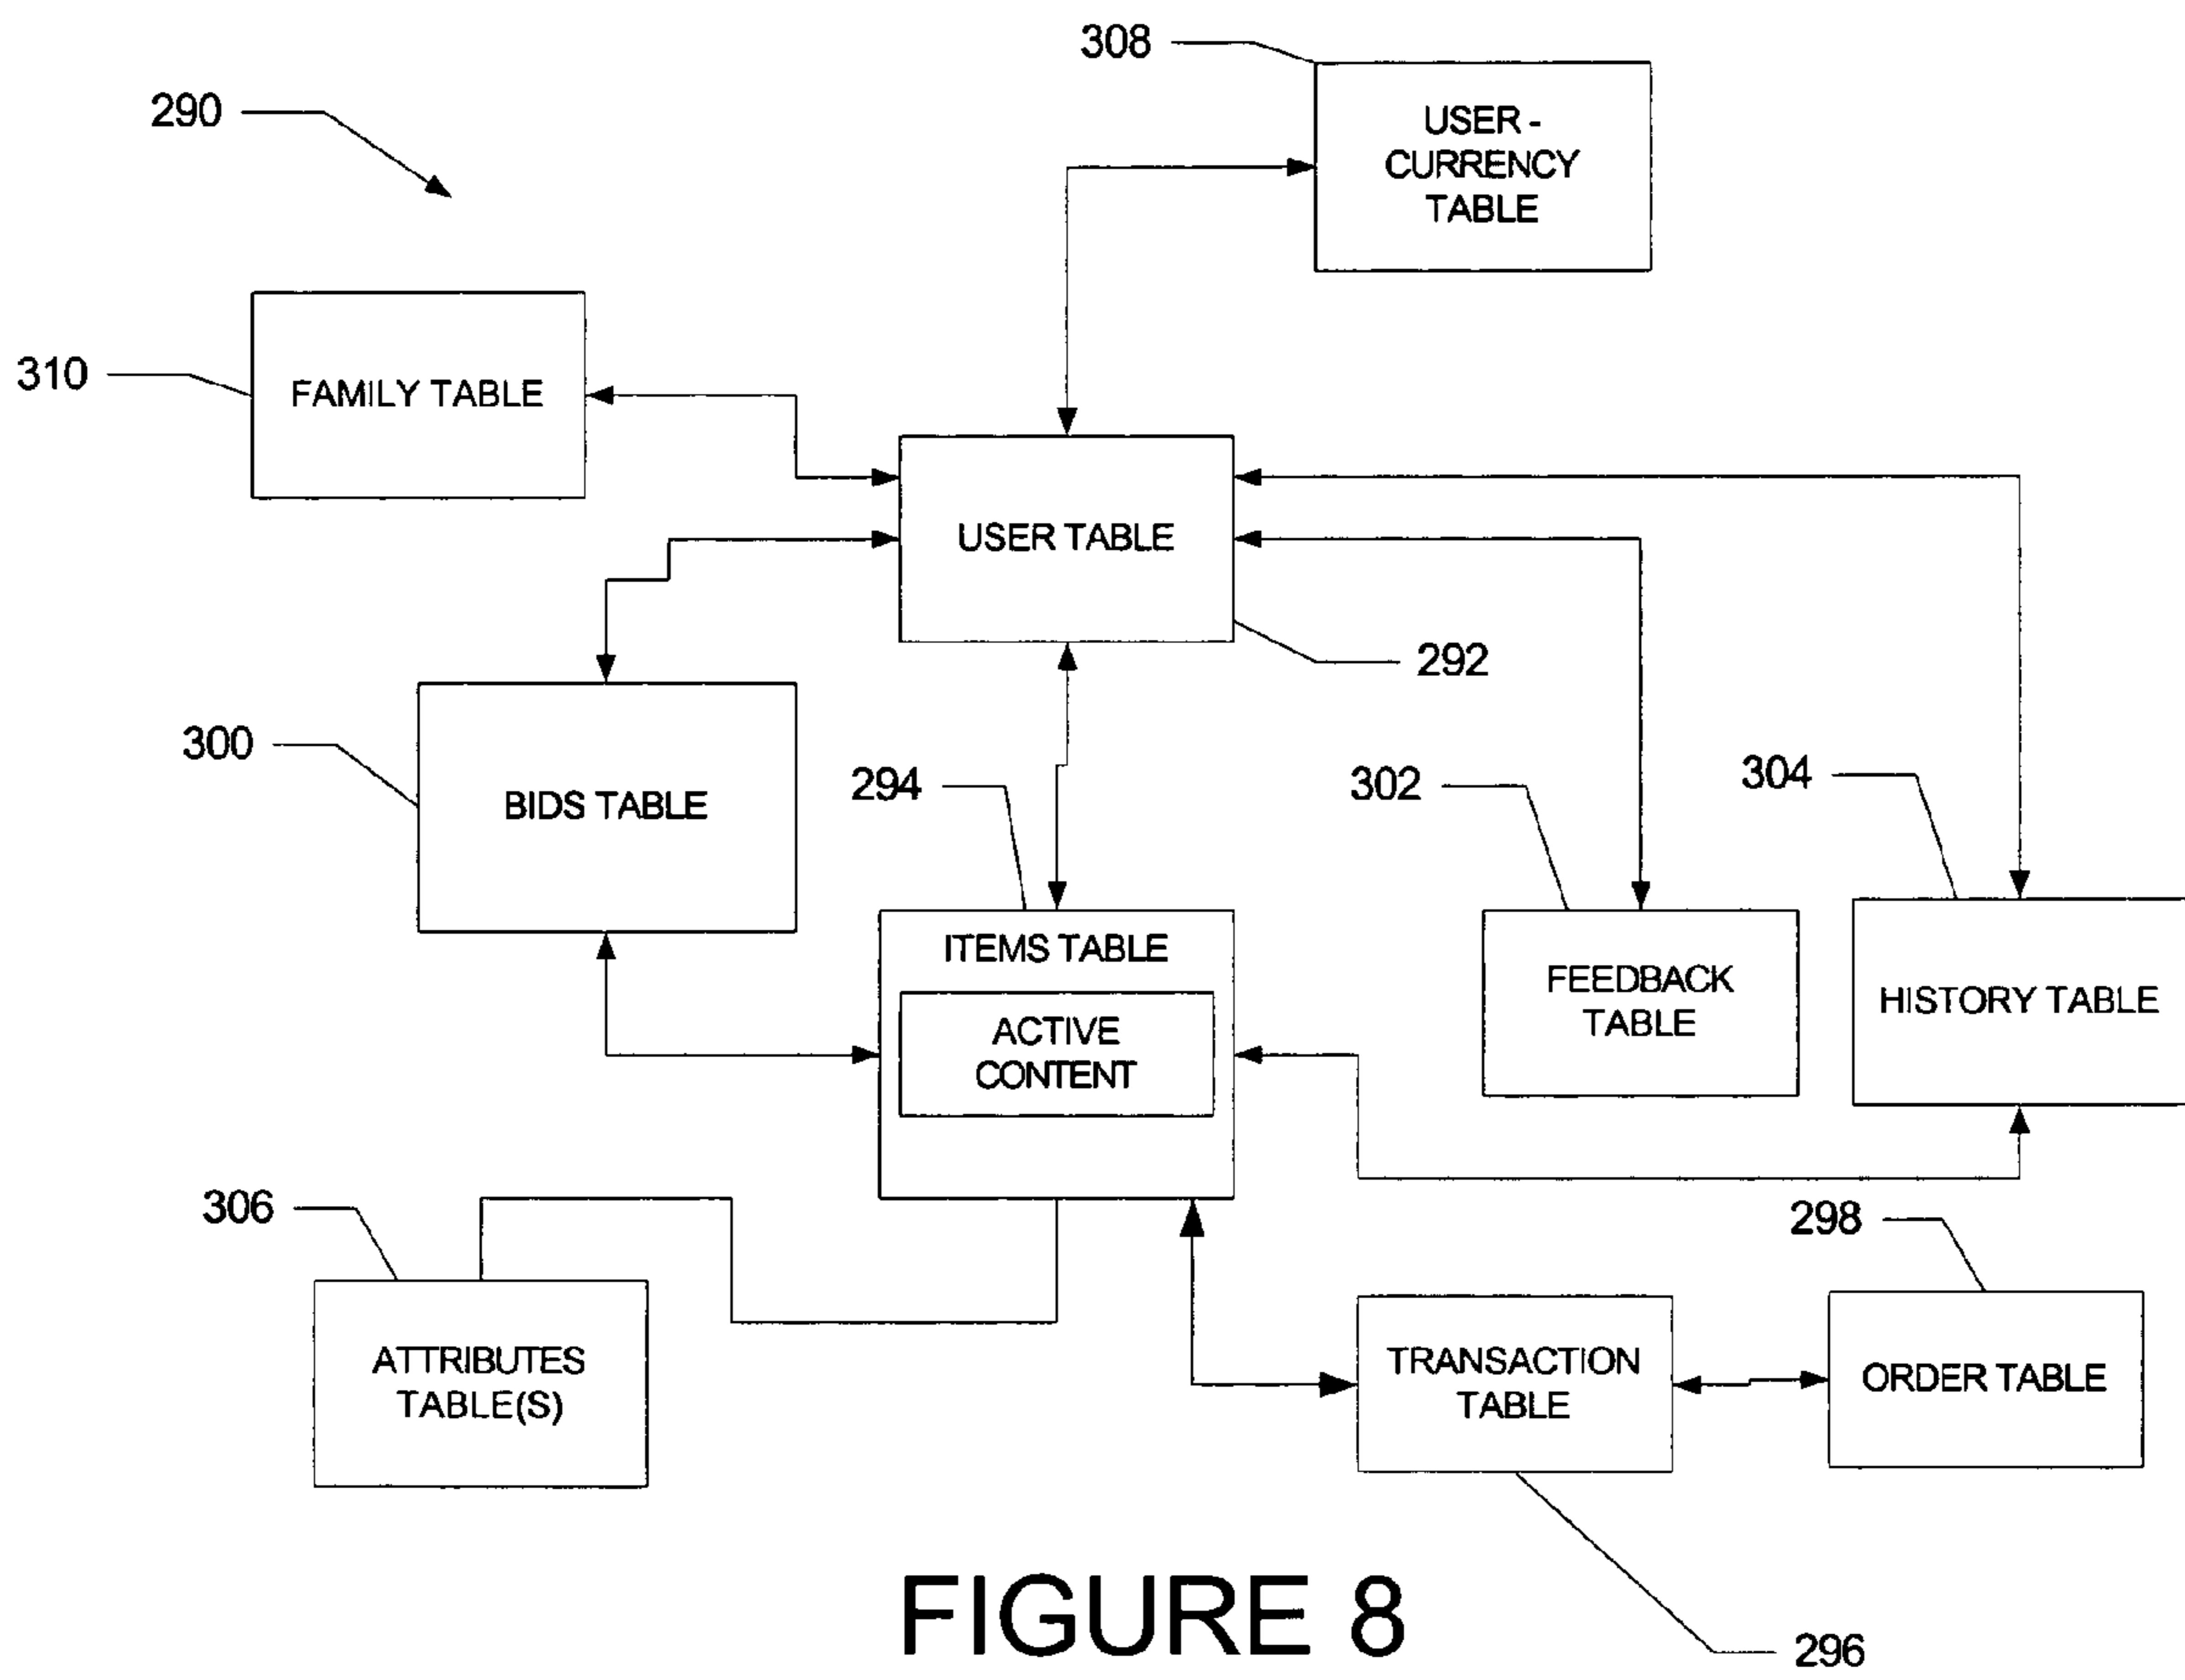 308
USER -
CURRENCY
TABLE
290
310
FAMILY TABLE
USER TABLE
292
300
BIDS TABLE
294
302
304
ITEMS TABLE
ACTIVE
CONTENT
FEEDBACK
TABLE
HISTORY TABLE
306
298
ATTRIBUTES
TABLE(S)
TRANSACTION
TABLE
ORDER TABLE
296
FIGURE 8